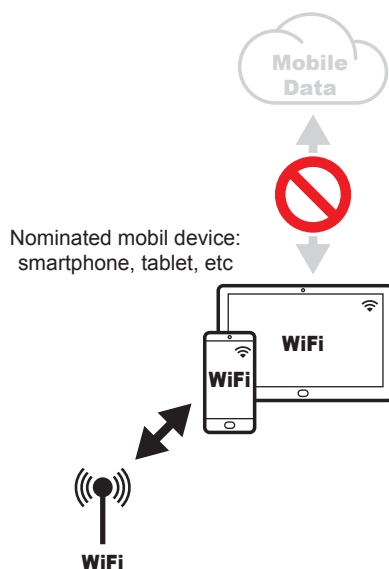 Mobile
Data
Nominated mobil device:
smartphone, tablet, etc
WiFi
WiFi
WiFi